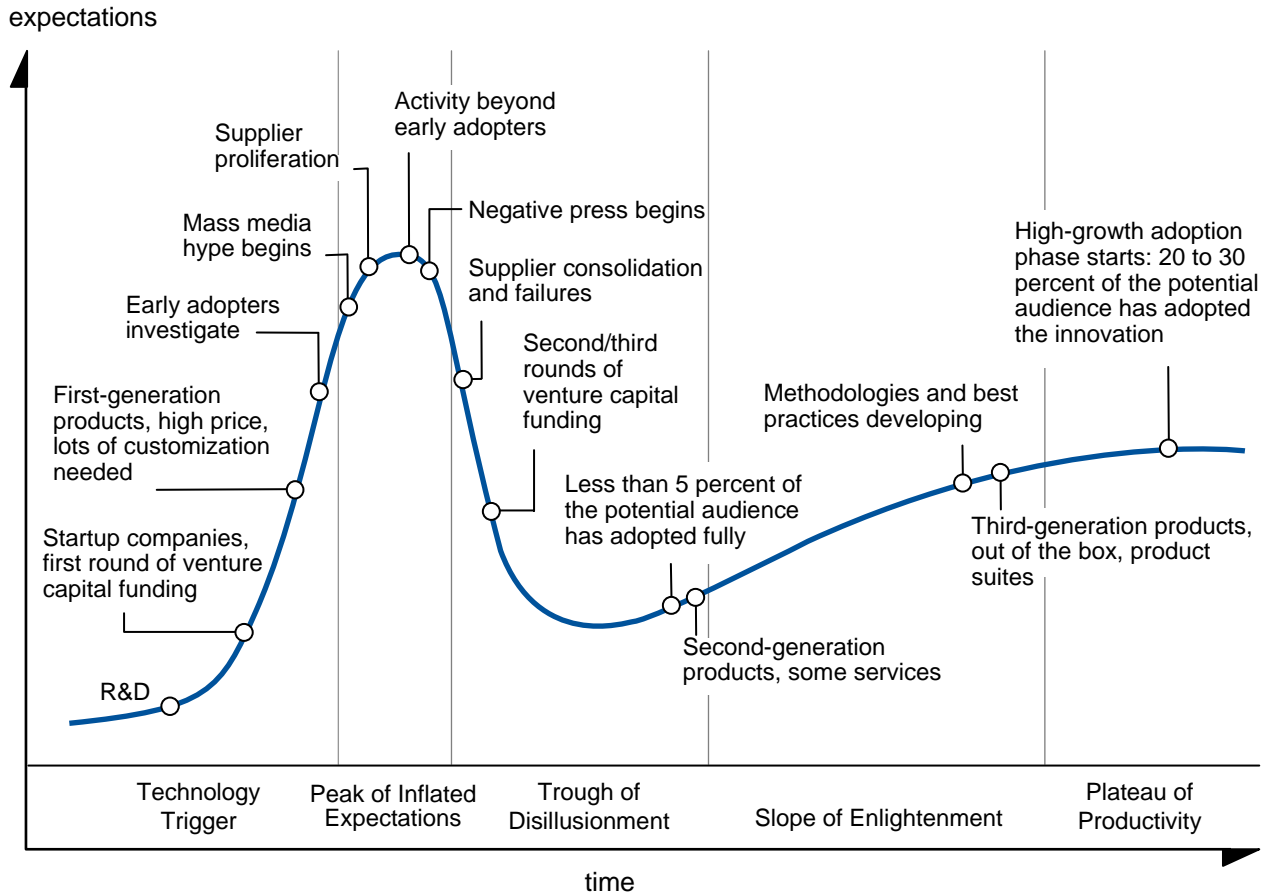 expectations
Activity beyond
early adopters
Supplier
proliferation
Negative press begins
Mass media
hype begins
High-growth adoption
phase starts: 20 to 30
percent of the potential
audience has adopted
the innovation
Supplier consolidation
and failures
Early adopters
investigate
Second/third
rounds of
venture capital
funding
First-generation
products, high price,
lots of customization
needed
Methodologies and best
practices developing
Less than 5 percent of
the potential audience
has adopted fully
Startup companies,
first round of venture
capital funding
Third-generation products,
out of the box, product
suites
Second-generation
products, some services
R&D
Technology
Trigger
Peak of Inflated
Expectations
Trough of
Disillusionment
Slope of Enlightenment
Plateau of
Productivity
time